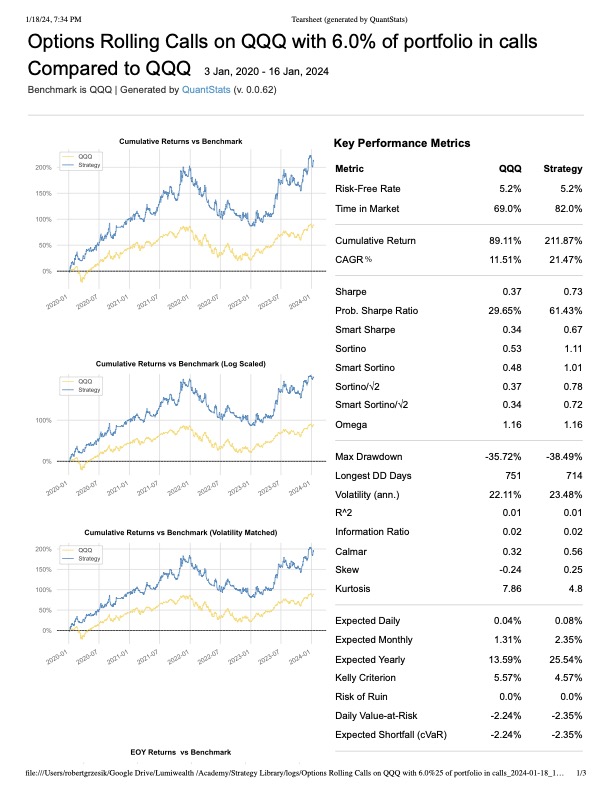 1/18/24, 7:34 PM Tearsheet (generated by QuantStats)
Options Rolling Calls on QQQ with 6.0% of portfolio in calls
Compared to QQQ 3 Jan, 2020 - 16 Jan, 2024
Benchmark is QQQ | Generated by QuantStats (v. 0.0.62)
Cumulative Returns vs Benchmark
QQQ
Strategy
200%
150%
100%
50%
0%
2020-01 2020-07 2021-01 2021-07 2022-01 2022-07 2023-01 2023-07 2024-01
Cumulative Returns vs Benchmark (Log Scaled)
QQQ
Strategy
100%
0%
2020-01 2020-07 2021-01 2021-07 2022-01 2022-07 2023-01 2023-07 2024-01
Cumulative Returns vs Benchmark (Volatility Matched)
QQQ
Strategy
200%
150%
100%
50%
0%
2020-01 2020-07 2021-01 2021-07 2022-01 2022-07 2023-01 2023-07 2024-01
EOY Returns vs Benchmark
Key Performance Metrics
Metric QQQ Strategy
Risk-Free Rate 5.2% 5.2%
Time in Market 69.0% 82.0%
Cumulative Return 89.11% 211.87%
CAGR﹪ 11.51% 21.47%
Sharpe 0.37 0.73
Prob. Sharpe Ratio 29.65% 61.43%
Smart Sharpe 0.34 0.67
Sortino 0.53 1.11
Smart Sortino 0.48 1.01
Sortino/√2 0.37 0.78
Smart Sortino/√2 0.34 0.72
Omega 1.16 1.16
Max Drawdown -35.72% -38.49%
Longest DD Days 751 714
Volatility (ann.) 22.11% 23.48%
R^2 0.01 0.01
Information Ratio 0.02 0.02
Calmar 0.32 0.56
Skew -0.24 0.25
Kurtosis 7.86 4.8
Expected Daily 0.04% 0.08%
Expected Monthly 1.31% 2.35%
Expected Yearly 13.59% 25.54%
Kelly Criterion 5.57% 4.57%
Risk of Ruin 0.0% 0.0%
Daily Value-at-Risk -2.24% -2.35%
Expected Shortfall (cVaR) -2.24% -2.35%
file:///Users/robertgrzesik/Google Drive/Lumiwealth /Academy/Strategy Library/logs/Options Rolling Calls on QQQ with 6.0%25 of portfolio in calls_2024-01-18_1… 1/3